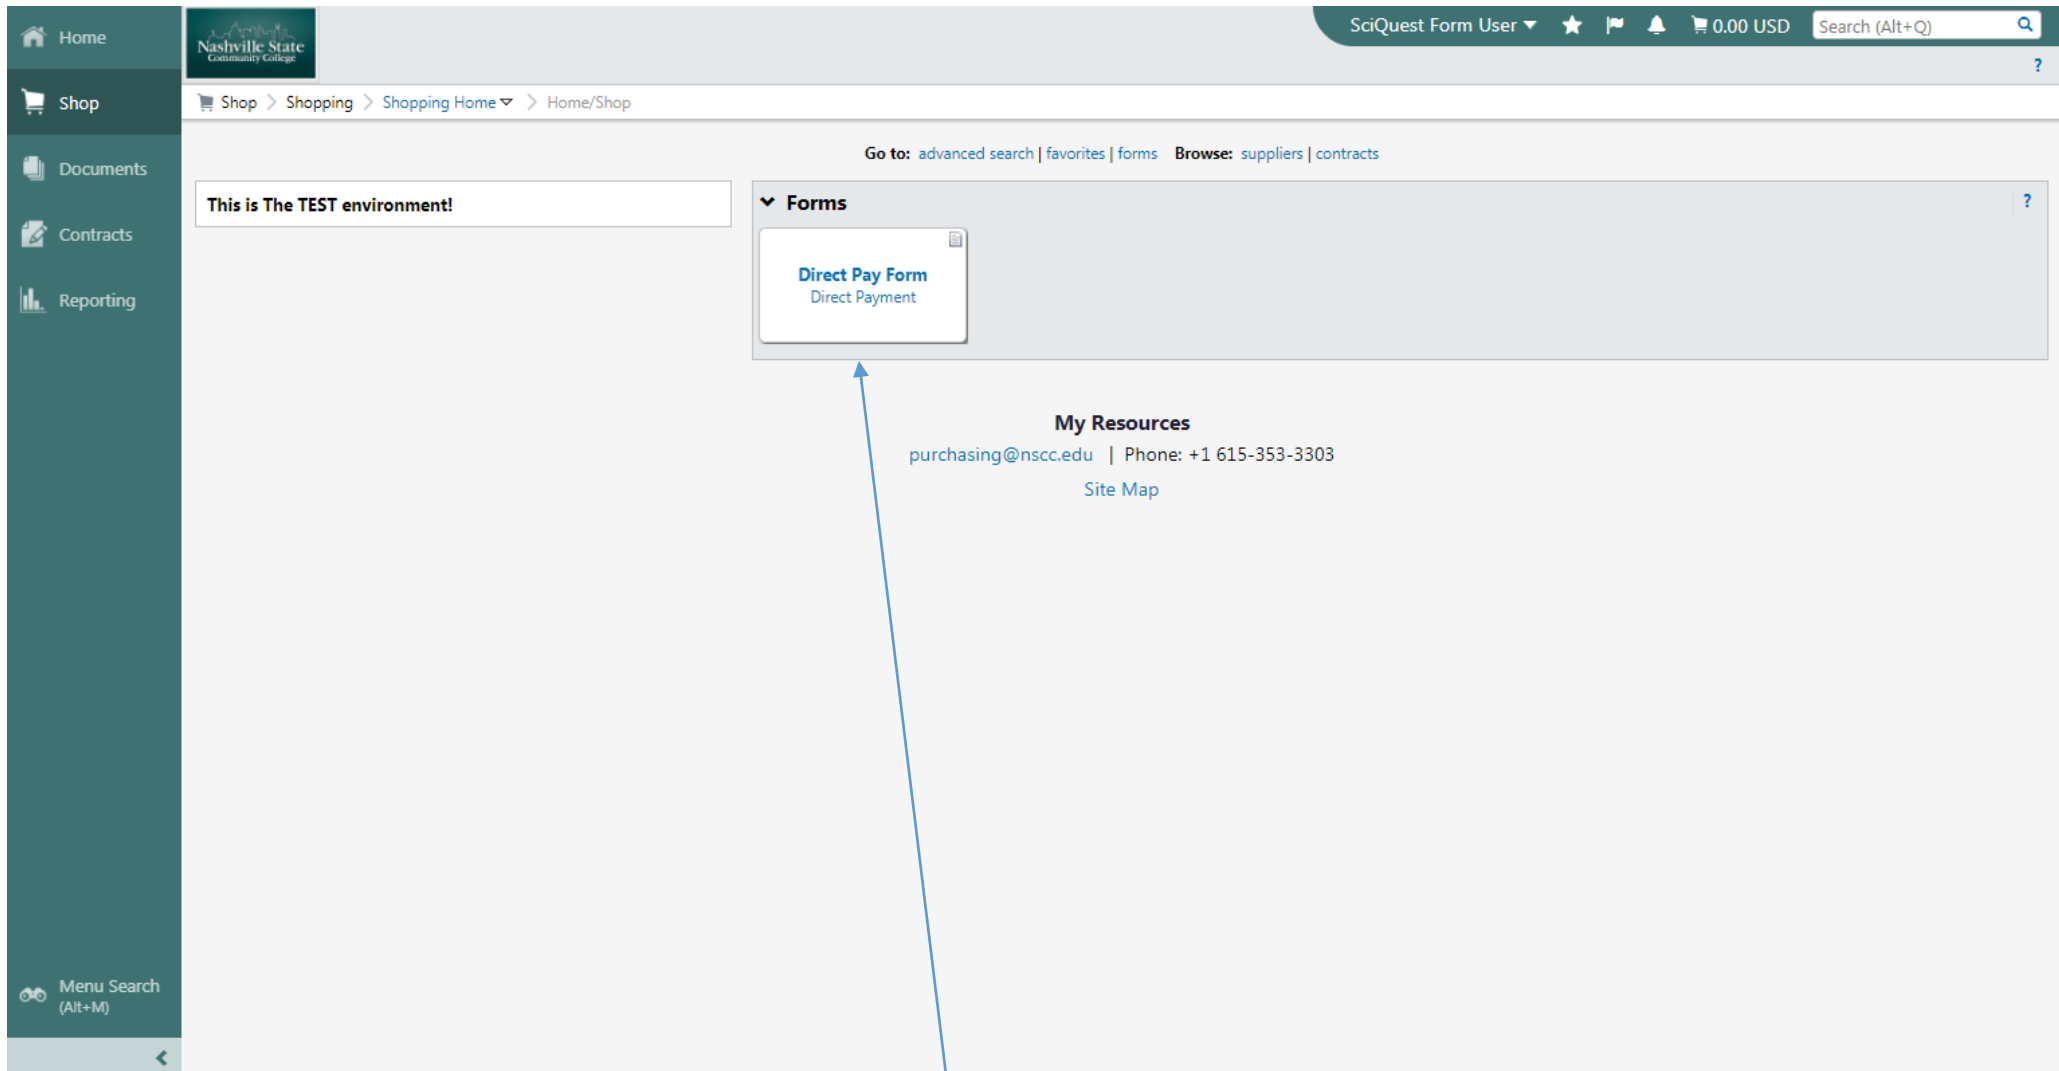 Home
Shop
Documents
Contracts
Reporting
Menu Search
(Alt+M)
Nashville State
Community College
SciQuest Form User
0.00 USD
Search (Alt+Q)
?
Shop > Shopping > Shopping Home > Home/Shop
Go to: advanced search | favorites | forms Browse: suppliers | contracts
This is The TEST environment!
Forms
?
Direct Pay Form
Direct Payment
My Resources
purchasing@nscc.edu | Phone: +1 615-353-3303
Site Map